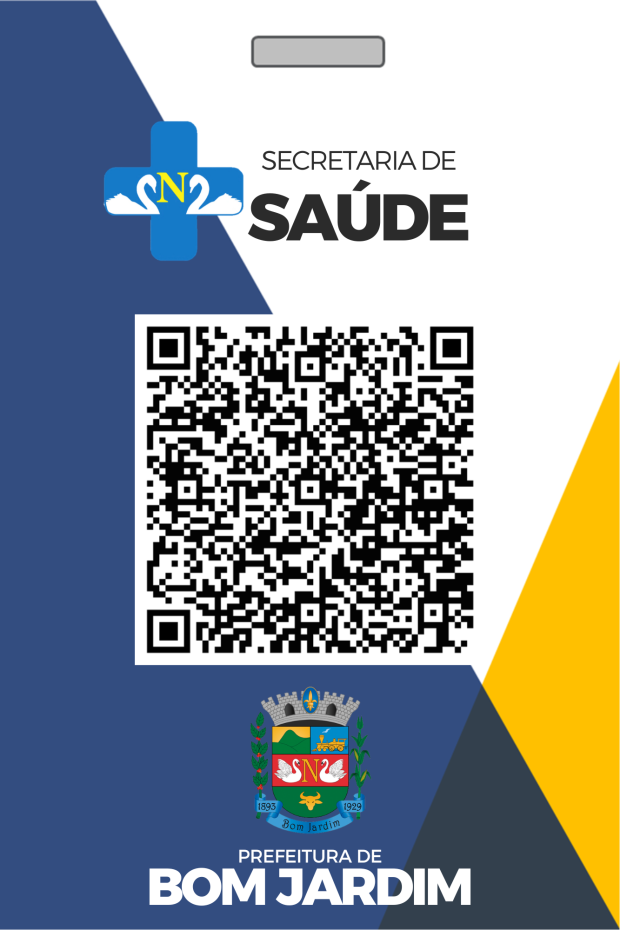 SECRETARIA DE
SAÚDE
N
N
1893 1929
Bom Jardim
PREFEITURA DE
BOM JARDIM